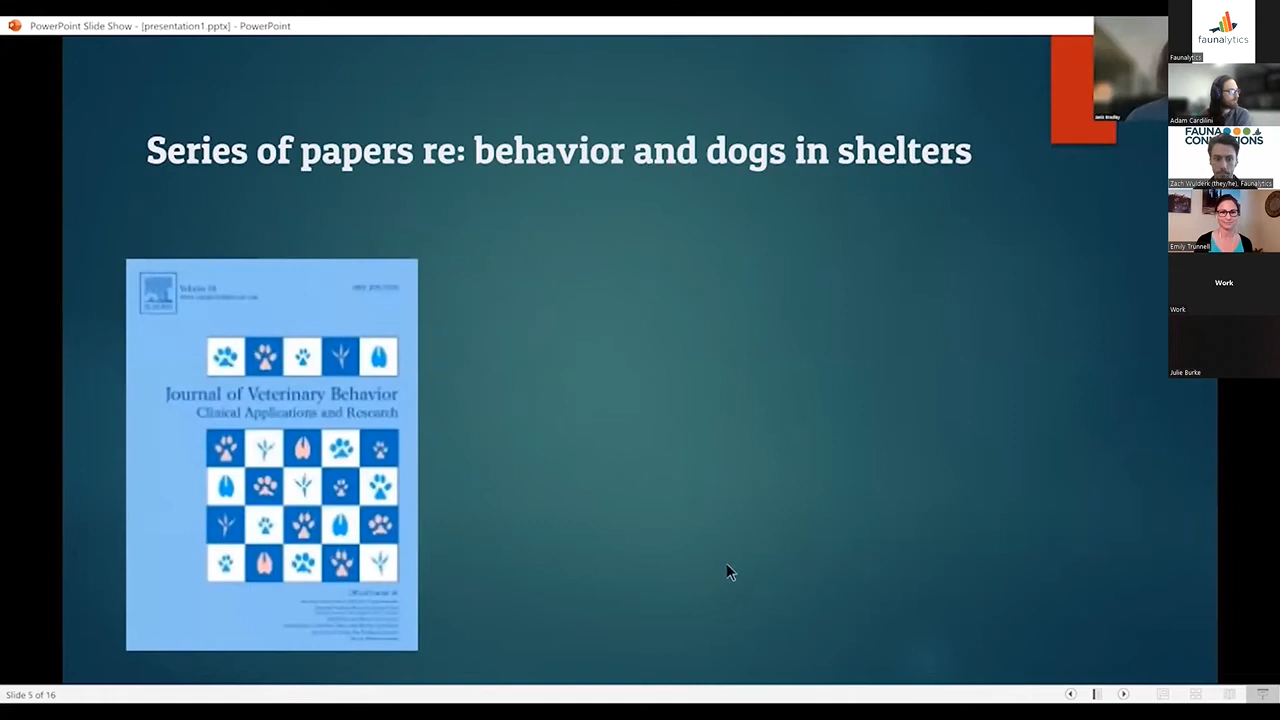 PowerPoint Slide Show - [presentation1.pptx] - PowerPoint
Series of papers re: behavior and dogs in shelters
Volume
Journal of Veterinary Behavior
Clinical Applications and Research
Slide 5 of 16
faunalytics
Faunalytics
Adam Cardilini
FAUNA
CONNECTIONS
Zach Wulderk (they/he), Faunalytics
Emily Trunnell
Work
Work
Julie Burke